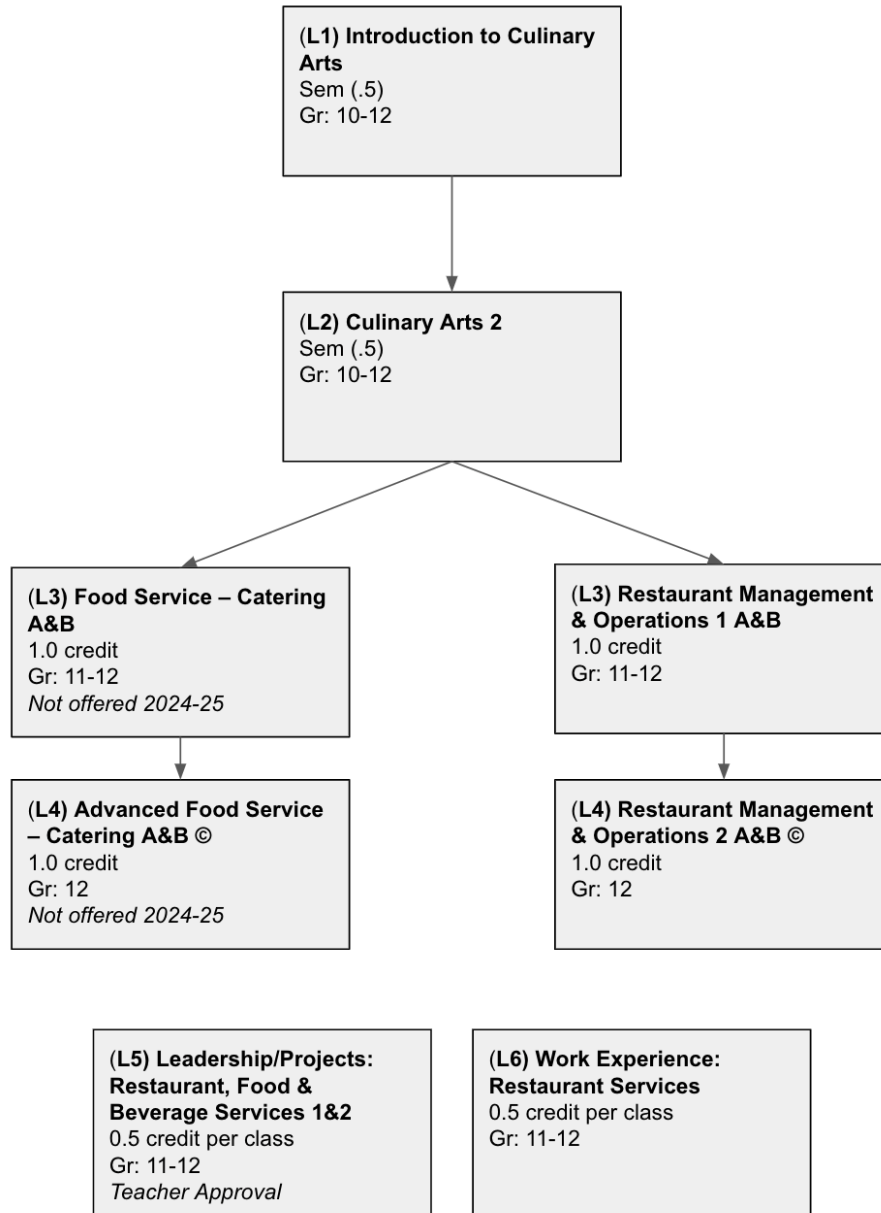 (L1) Introduction to Culinary
Arts
Sem (.5)
Gr: 10-12
(L2) Culinary Arts 2
Sem (.5)
Gr: 10-12
(L3) Food Service – Catering
A&B
1.0 credit
Gr: 11-12
Not offered 2024-25
(L3) Restaurant Management
& Operations 1 A&B
1.0 credit
Gr: 11-12
(L4) Advanced Food Service
– Catering A&B ©
1.0 credit
Gr: 12
Not offered 2024-25
(L4) Restaurant Management
& Operations 2 A&B ©
1.0 credit
Gr: 12
(L5) Leadership/Projects:
Restaurant, Food &
Beverage Services 1&2
0.5 credit per class
Gr: 11-12
Teacher Approval
(L6) Work Experience:
Restaurant Services
0.5 credit per class
Gr: 11-12